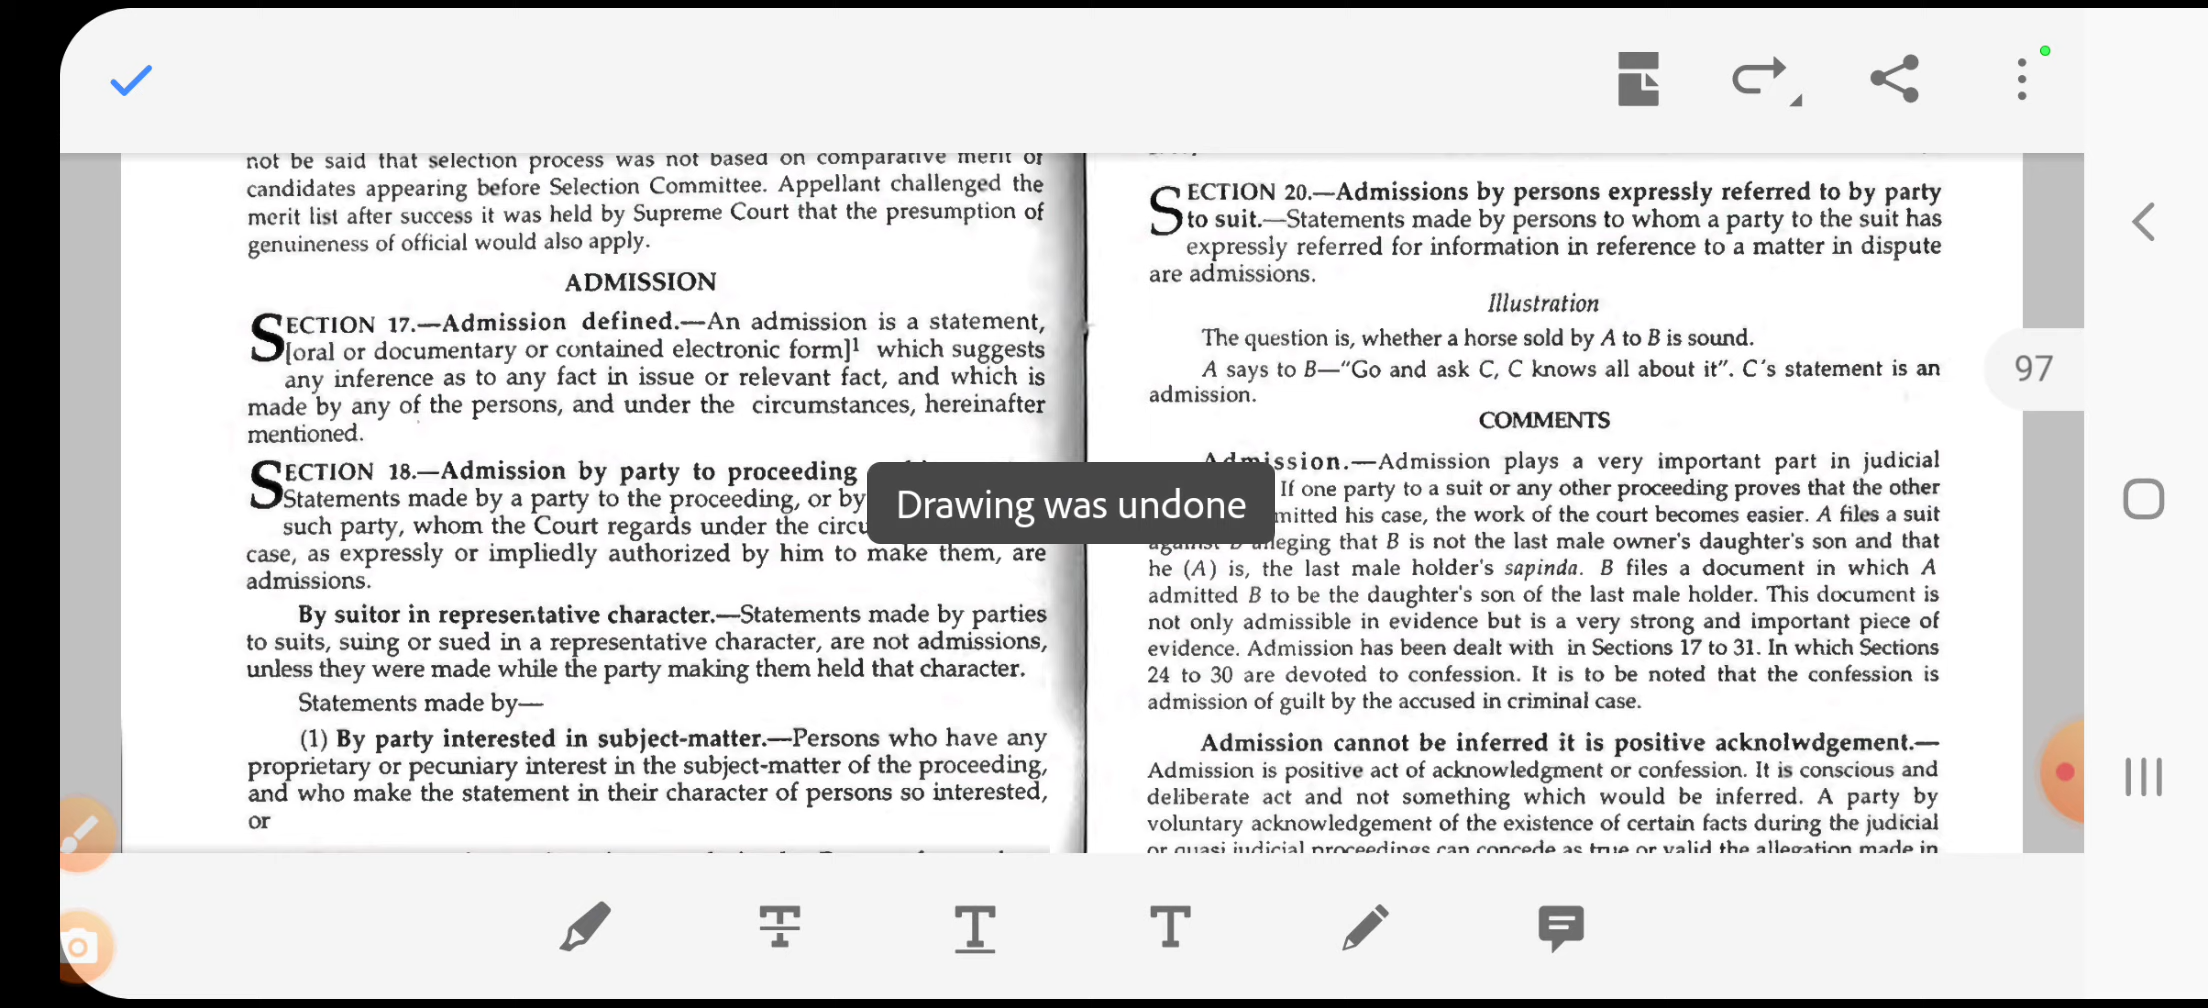 not be said that selection process was not based on comparative merit of
candidates appearing before Selection Committee. Appellant challenged the
merit list after success it was held by Supreme Court that the presumption of
genuineness of official would also apply.
ADMISSION
SECTION 17.—Admission defined.—An admission is a statement,
[oral or documentary or contained electronic form]¹ which suggests
any inference as to any fact in issue or relevant fact, and which is
made by any of the persons, and under the circumstances, hereinafter
mentioned.
SECTION 18.—Admission by party to proceeding
Statements made by a party to the proceeding, or by
such party, whom the Court regards under the
case, as expressly or impliedly authorized by him to make them, are
admissions.
By suitor in representative character.—Statements made by parties
to suits, suing or sued in a representative character, are not admissions,
unless they were made while the party making them held that character.
Statements made by—
(1) By party interested in subject-matter.—Persons who have any
proprietary or pecuniary interest in the subject-matter of the proceeding,
and who make the statement in their character of persons so interested,
or
SECTION 20.—Admissions by persons expressly referred to by party
to suit.—Statements made by persons to whom a party to the suit has
expressly referred for information in reference to a matter in dispute
are admissions.
Illustration
The question is, whether a horse sold by A to B is sound.
A says to B—“Go and ask C, C knows all about it”. C's statement is an
admission.
COMMENTS
Admission.—Admission plays a very important part in judicial
If one party to a suit or any other proceeding proves that the other
his case, the work of the court becomes easier. A files a suit
against B alleging that B is not the last male owner's daughter's son and that
he (A) is, the last male holder's sapinda. B files a document in which A
admitted B to be the daughter's son of the last male holder. This document is
not only admissible in evidence but is a very strong and important piece of
evidence. Admission has been dealt with in Sections 17 to 31. In which Sections
24 to 30 are devoted to confession. It is to be noted that the confession is
admission of guilt by the accused in criminal case.
Admission cannot be inferred it is positive acknolwdgement.—
Admission is positive act of acknowledgment or confession. It is conscious and
deliberate act and not something which would be inferred. A party by
voluntary acknowledgement of the existence of certain facts during the judicial
or quasi judicial proceedings can concede as true or valid the allegation made in
97
Drawing was undone